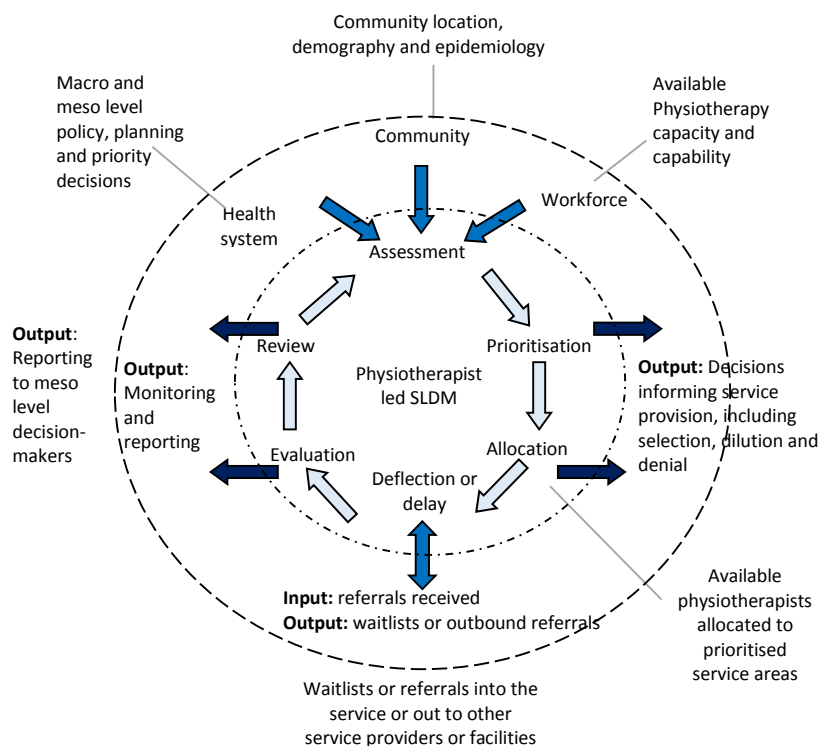 Community location,
demography and epidemiology
Macro and
meso level
policy, planning
and priority
decisions
Available
Physiotherapy
capacity and
capability
Community
Health
system
Workforce
Assessment
Review
Prioritisation
Physiotherapist
led SLDM
Evaluation
Allocation
Deflection or
delay
Output:
Reporting
to meso
level
decision-
makers
Output:
Monitoring
and
reporting
Output: Decisions
informing service
provision, including
selection, dilution and
denial
Input: referrals received
Output: waitlists or outbound referrals
Available
physiotherapists
allocated to
prioritised
service areas
Waitlists or referrals into the
service or out to other
service providers or facilities